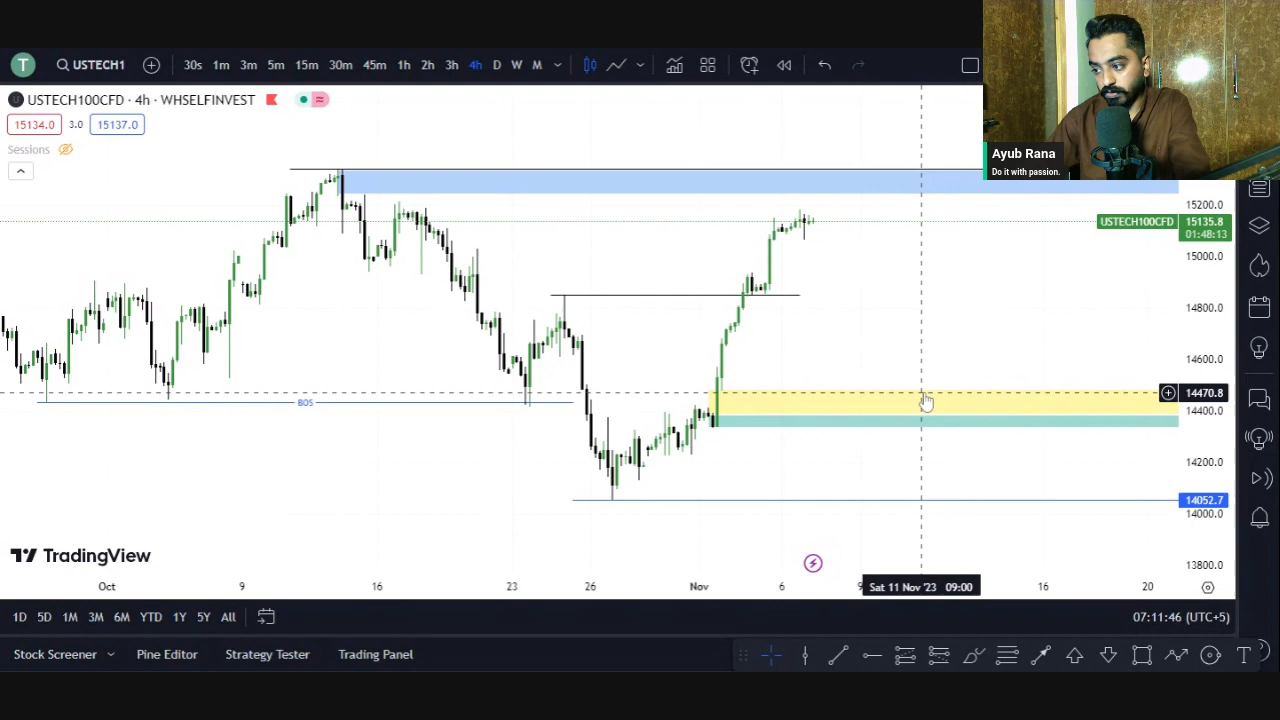 T USTECH1 30s 1m 3m 5m 15m 30m 45m 1h 2h 3h 4h D W M
USTECH100CFD · 4h · WHSELFINVEST
15134.0 3.0 15137.0
Sessions
Ayub Rana
Do it with passion.
15200.0
USTECH100CFD 15135.8
01:48:13
15000.0
14800.0
14600.0
14470.8
BOS
14400.0
14200.0
14052.7
14000.0
13800.0
TradingView
Oct 9 16 23 26 Nov 6 9 Sat 11 Nov '23 09:00 16 20
1D 5D 1M 3M 6M YTD 1Y 5Y All 07:11:46 (UTC+5)
Stock Screener Pine Editor Strategy Tester Trading Panel T